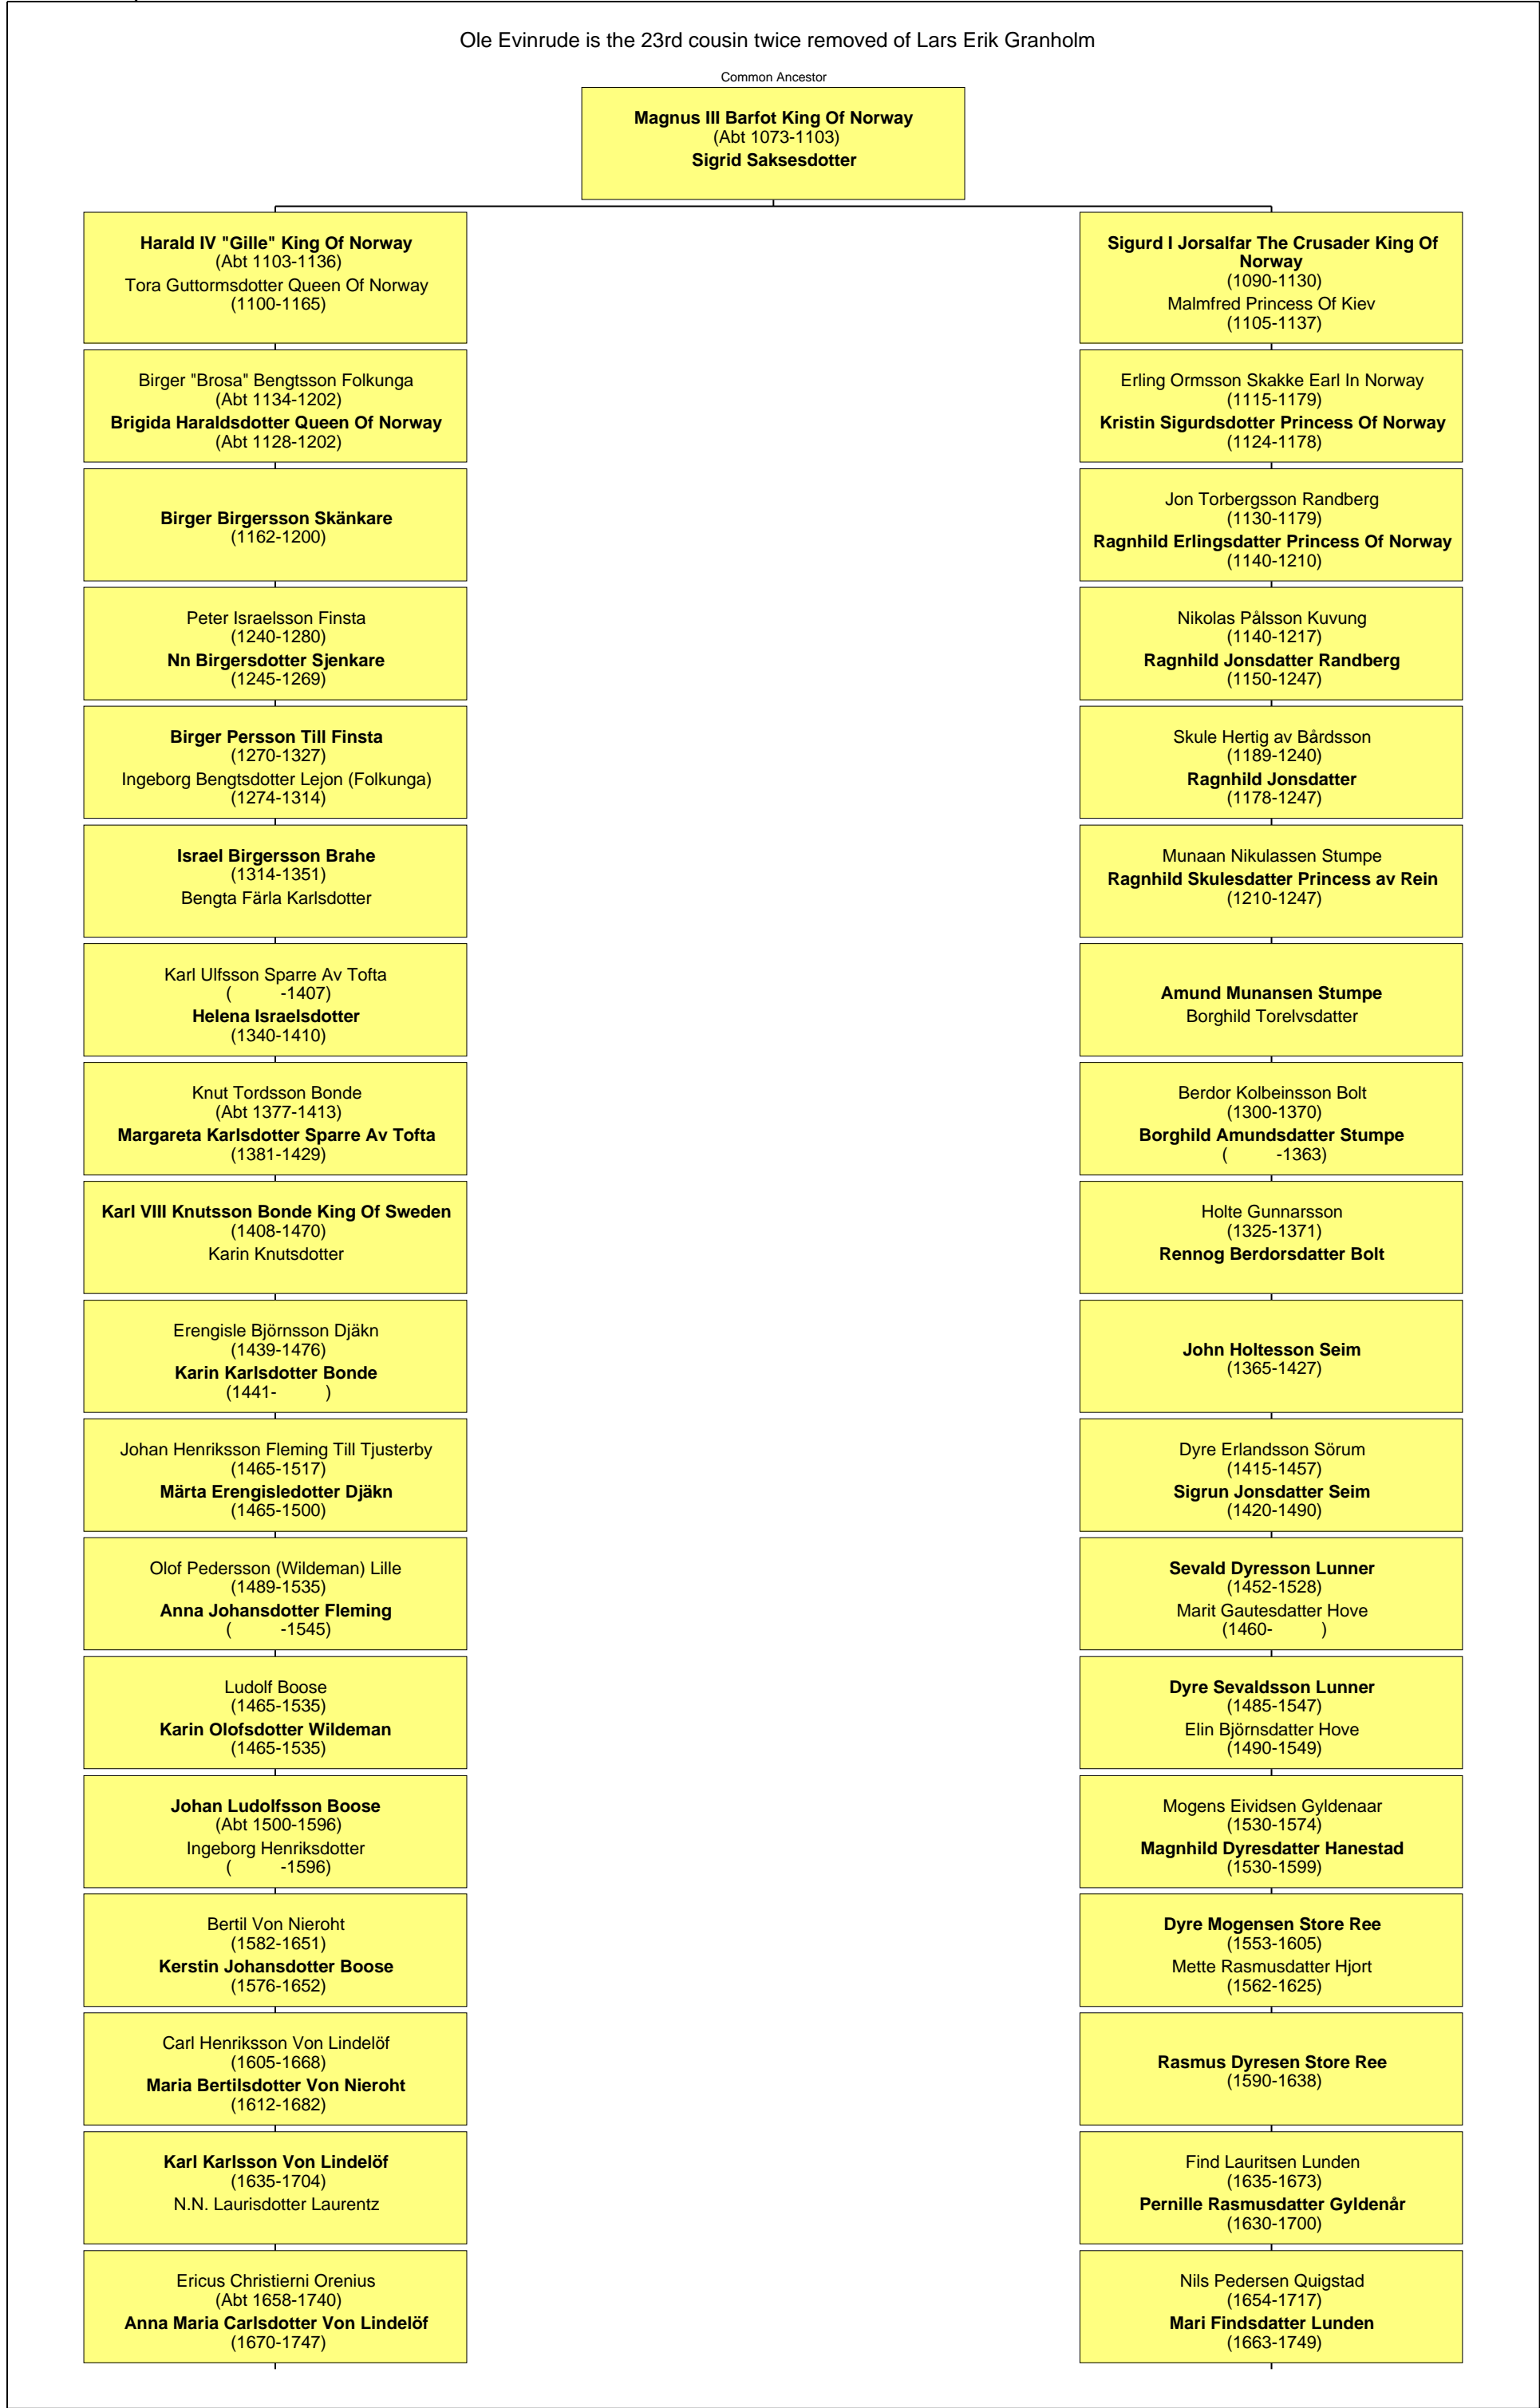 Ole Evinrude is the 23rd cousin twice removed of Lars Erik Granholm
Common Ancestor
Magnus III Barfot King Of Norway
(Abt 1073-1103)
Sigrid Saksesdotter
Harald IV "Gille" King Of Norway
(Abt 1103-1136)
Tora Guttormsdotter Queen Of Norway
(1100-1165)
Sigurd I Jorsalfar The Crusader King Of
Norway
(1090-1130)
Malmfred Princess Of Kiev
(1105-1137)
Birger "Brosa" Bengtsson Folkunga
(Abt 1134-1202)
Brigida Haraldsdotter Queen Of Norway
(Abt 1128-1202)
Erling Ormsson Skakke Earl In Norway
(1115-1179)
Kristin Sigurdsdotter Princess Of Norway
(1124-1178)
Birger Birgersson Skänkare
(1162-1200)
Jon Torbergsson Randberg
(1130-1179)
Ragnhild Erlingsdatter Princess Of Norway
(1140-1210)
Peter Israelsson Finsta
(1240-1280)
Nn Birgersdotter Sjenkare
(1245-1269)
Nikolas Pålsson Kuvung
(1140-1217)
Ragnhild Jonsdatter Randberg
(1150-1247)
Birger Persson Till Finsta
(1270-1327)
Ingeborg Bengtsdotter Lejon (Folkunga)
(1274-1314)
Skule Hertig av Bårdsson
(1189-1240)
Ragnhild Jonsdatter
(1178-1247)
Israel Birgersson Brahe
(1314-1351)
Bengta Färla Karlsdotter
Munaan Nikulassen Stumpe
Ragnhild Skulesdatter Princess av Rein
(1210-1247)
Karl Ulfsson Sparre Av Tofta
( -1407)
Helena Israelsdotter
(1340-1410)
Amund Munansen Stumpe
Borghild Torelvsdatter
Knut Tordsson Bonde
(Abt 1377-1413)
Margareta Karlsdotter Sparre Av Tofta
(1381-1429)
Berdor Kolbeinsson Bolt
(1300-1370)
Borghild Amundsdatter Stumpe
( -1363)
Karl VIII Knutsson Bonde King Of Sweden
(1408-1470)
Karin Knutsdotter
Holte Gunnarsson
(1325-1371)
Rennog Berdorsdatter Bolt
Erengisle Björnsson Djäkn
(1439-1476)
Karin Karlsdotter Bonde
(1441- )
John Holtesson Seim
(1365-1427)
Johan Henriksson Fleming Till Tjusterby
(1465-1517)
Märta Erengisledotter Djäkn
(1465-1500)
Dyre Erlandsson Sörum
(1415-1457)
Sigrun Jonsdatter Seim
(1420-1490)
Olof Pedersson (Wildeman) Lille
(1489-1535)
Anna Johansdotter Fleming
( -1545)
Sevald Dyresson Lunner
(1452-1528)
Marit Gautesdatter Hove
(1460- )
Ludolf Boose
(1465-1535)
Karin Olofsdotter Wildeman
(1465-1535)
Dyre Sevaldsson Lunner
(1485-1547)
Elin Björnsdatter Hove
(1490-1549)
Johan Ludolfsson Boose
(Abt 1500-1596)
Ingeborg Henriksdotter
( -1596)
Mogens Eividsen Gyldenaar
(1530-1574)
Magnhild Dyresdatter Hanestad
(1530-1599)
Bertil Von Nieroht
(1582-1651)
Kerstin Johansdotter Boose
(1576-1652)
Dyre Mogensen Store Ree
(1553-1605)
Mette Rasmusdatter Hjort
(1562-1625)
Carl Henriksson Von Lindelöf
(1605-1668)
Maria Bertilsdotter Von Nieroht
(1612-1682)
Rasmus Dyresen Store Ree
(1590-1638)
Karl Karlsson Von Lindelöf
(1635-1704)
N.N. Laurisdotter Laurentz
Find Lauritsen Lunden
(1635-1673)
Pernille Rasmusdatter Gyldenår
(1630-1700)
Ericus Christierni Orenius
(Abt 1658-1740)
Anna Maria Carlsdotter Von Lindelöf
(1670-1747)
Nils Pedersen Quigstad
(1654-1717)
Mari Findsdatter Lunden
(1663-1749)